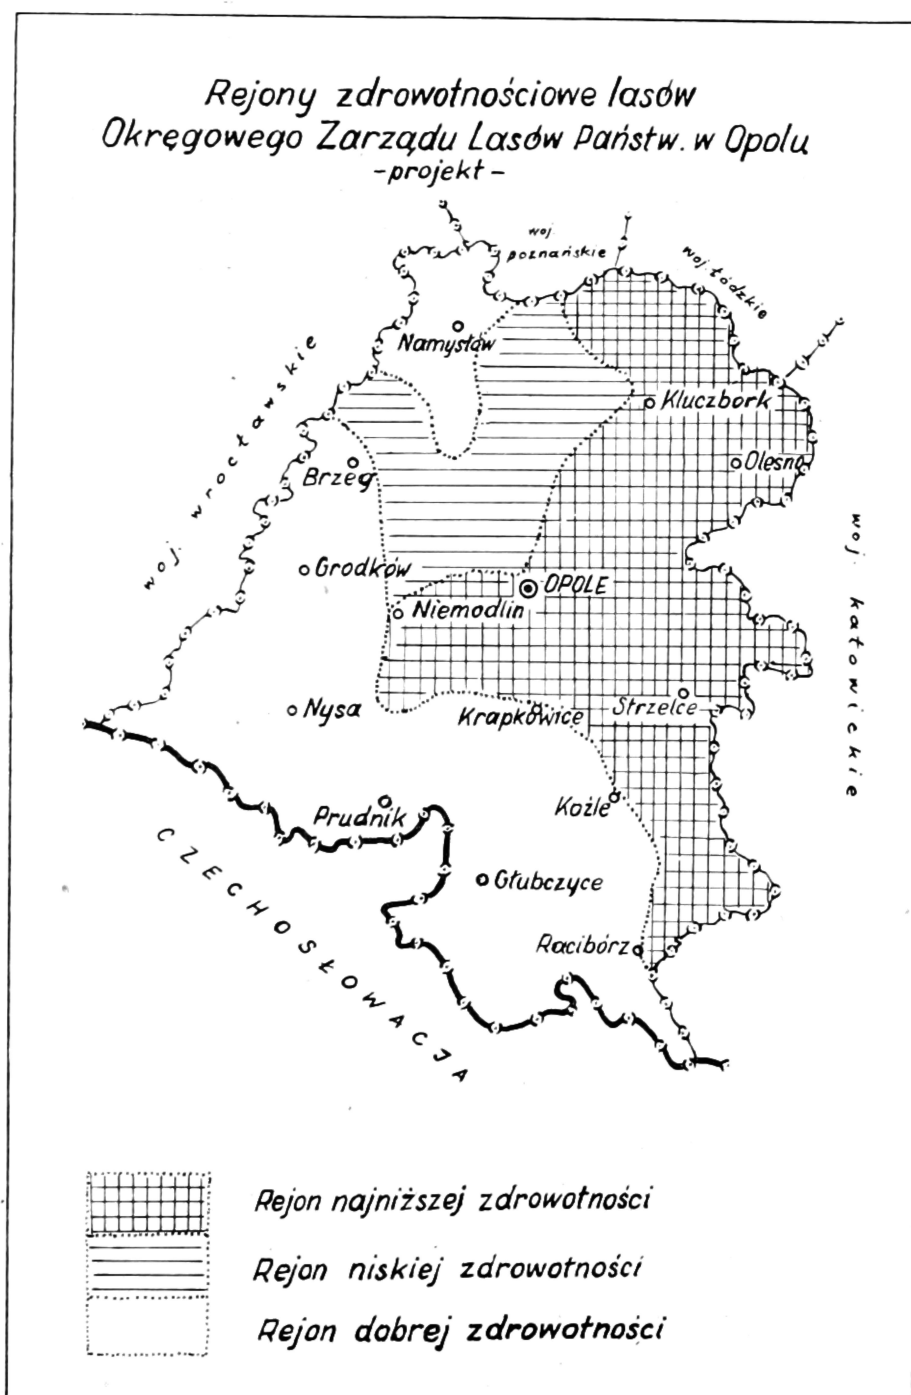 Rejony zdrowotnościowe lasów
Okręgowego Zarządu Lasów Państw. w Opolu
-projekt-
woj.
poznańskie
woj. Łódzkie
Namysłów
woj. wrocławskie
Kluczbork
Olesno
Brzeg
Grodków
OPOLE
Niemodlin
woj. katowickie
Nysa
Krapkowice
Strzelce
Prudnik
Koźle
Głubczyce
CZECHOSŁOWACJA
Racibórz
Rejon najniższej zdrowotności
Rejon niskiej zdrowotności
Rejon dobrej zdrowotności